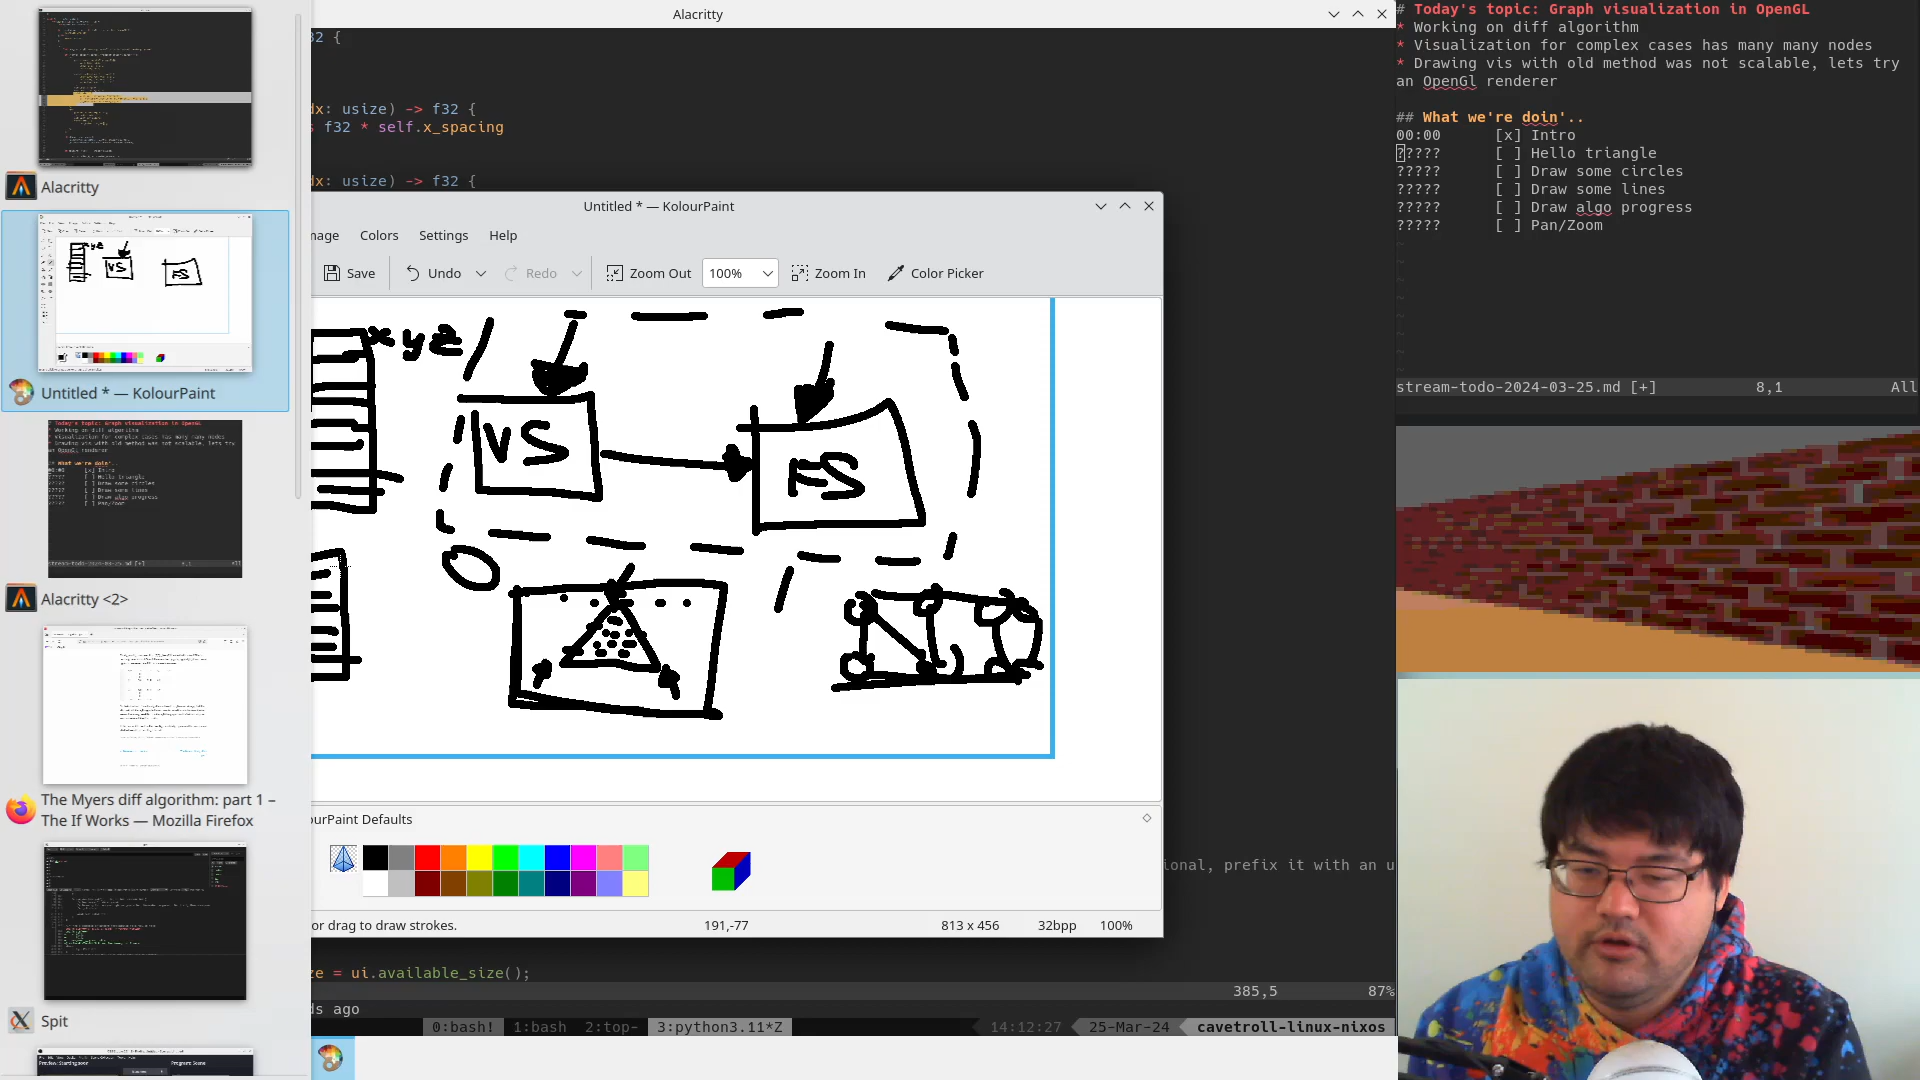 Alacritty
Untitled * — KolourPaint
Alacritty <2>
The Myers diff algorithm: part 1 –
The If Works — Mozilla Firefox
Spit
Alacritty
32 {
dx: usize) -> f32 {
f32 * self.x_spacing
dx: usize) -> f32 {
Untitled * — KolourPaint
mage Colors Settings Help
Save Undo Redo Zoom Out 100% Zoom In Color Picker
xyz
VS
FS
ourPaint Defaults
or drag to draw strokes. 191,-77 813 x 456 32bpp 100%
ional, prefix it with an u
ze = ui.available_size();
385,5 87%
ds ago
0:bash! 1:bash 2:top- 3:python3.11*Z 14:12:27 25-Mar-24 cavetroll-linux-nixos
# Today's topic: Graph visualization in OpenGL
* Working on diff algorithm
* Visualization for complex cases has many many nodes
* Drawing vis with old method was not scalable, lets try
an OpenGl renderer
## What we're doin'..
00:00 [x] Intro
????? [ ] Hello triangle
????? [ ] Draw some circles
????? [ ] Draw some lines
????? [ ] Draw algo progress
????? [ ] Pan/Zoom
~
~
~
~
~
~
~
stream-todo-2024-03-25.md [+] 8,1 All